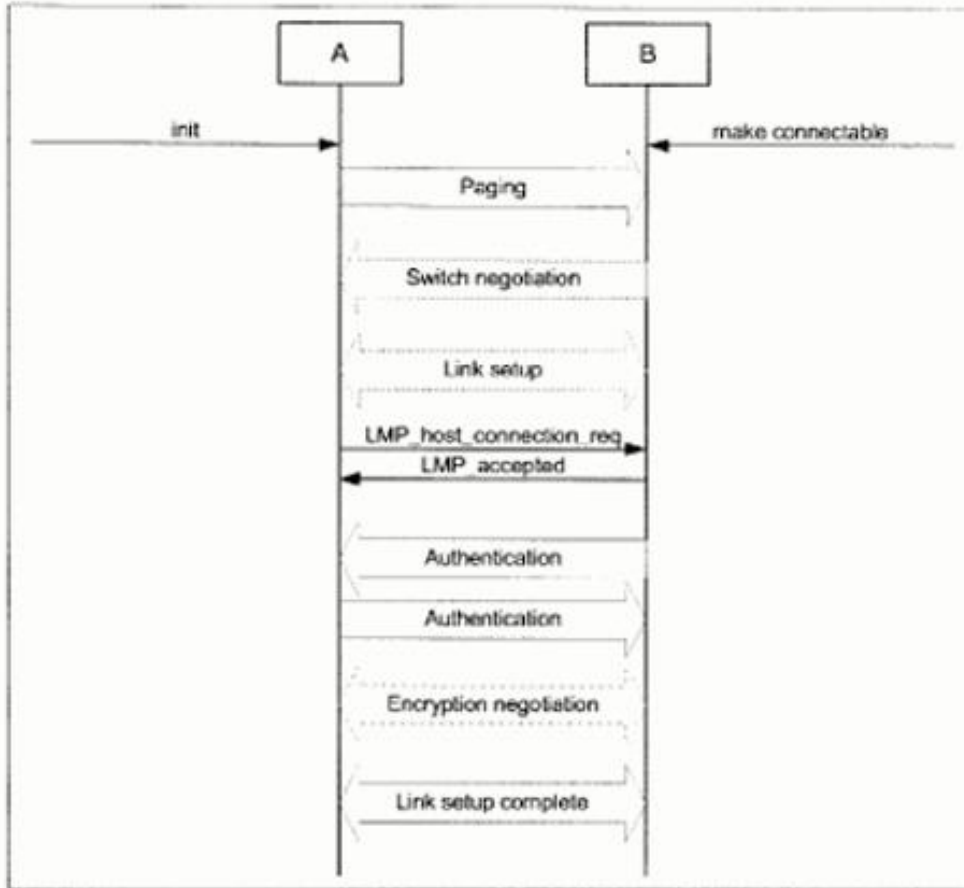 A
B
init
make connectable
Paging
Switch negotiation
Link setup
LMP_host_connection_req
LMP_accepted
Authentication
Authentication
Encryption negotiation
Link setup complete